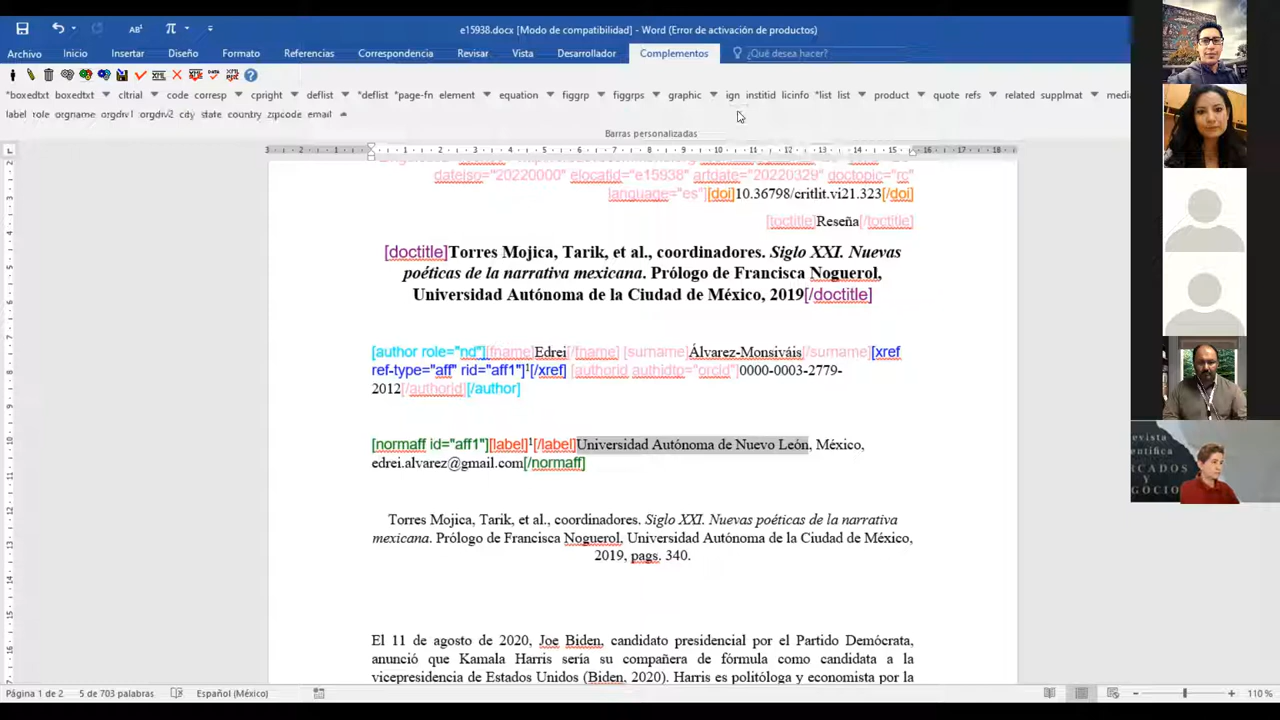 e15938.docx [Modo de compatibilidad] - Word (Error de activación de productos)
Archivo Inicio Insertar Diseño Formato Referencias Correspondencia Revisar Vista Desarrollador Complementos ¿Qué desea hacer?
*boxedtxt boxedtxt cltrial code corresp cpright deflist *deflist *page-fn element equation figgrp figgrps graphic ign institid licinfo *list list product quote refs related supplmat media
label role orgname orgdiv1 orgdiv2 city state country zipcode email
Barras personalizadas
dateiso="20220000" elocatid="e15938" artdate="20220329" doctopic="rc"
language="es"][doi]10.36798/critlit.vi21.323[/doi]
[toctitle]Reseña[/toctitle]
[doctitle]Torres Mojica, Tarik, et al., coordinadores. Siglo XXI. Nuevas
poéticas de la narrativa mexicana. Prólogo de Francisca Noguerol,
Universidad Autónoma de la Ciudad de México, 2019[/doctitle]
[author role="nd"][fname]Edrei[/fname] [surname]Álvarez-Monsiváis[/surname][xref
ref-type="aff" rid="aff1"]1[/xref] [authorid authidtp="orcid"]0000-0003-2779-
2012[/authorid][/author]
[normaff id="aff1"][label]1[/label]Universidad Autónoma de Nuevo León, México,
edrei.alvarez@gmail.com[/normaff]
Torres Mojica, Tarik, et al., coordinadores. Siglo XXI. Nuevas poéticas de la narrativa
mexicana. Prólogo de Francisca Noguerol, Universidad Autónoma de la Ciudad de México,
2019, pags. 340.
El 11 de agosto de 2020, Joe Biden, candidato presidencial por el Partido Demócrata,
anunció que Kamala Harris sería su compañera de fórmula como candidata a la
vicepresidencia de Estados Unidos (Biden, 2020). Harris es politóloga y economista por la
Página 1 de 2 5 de 703 palabras Español (México) 110 %